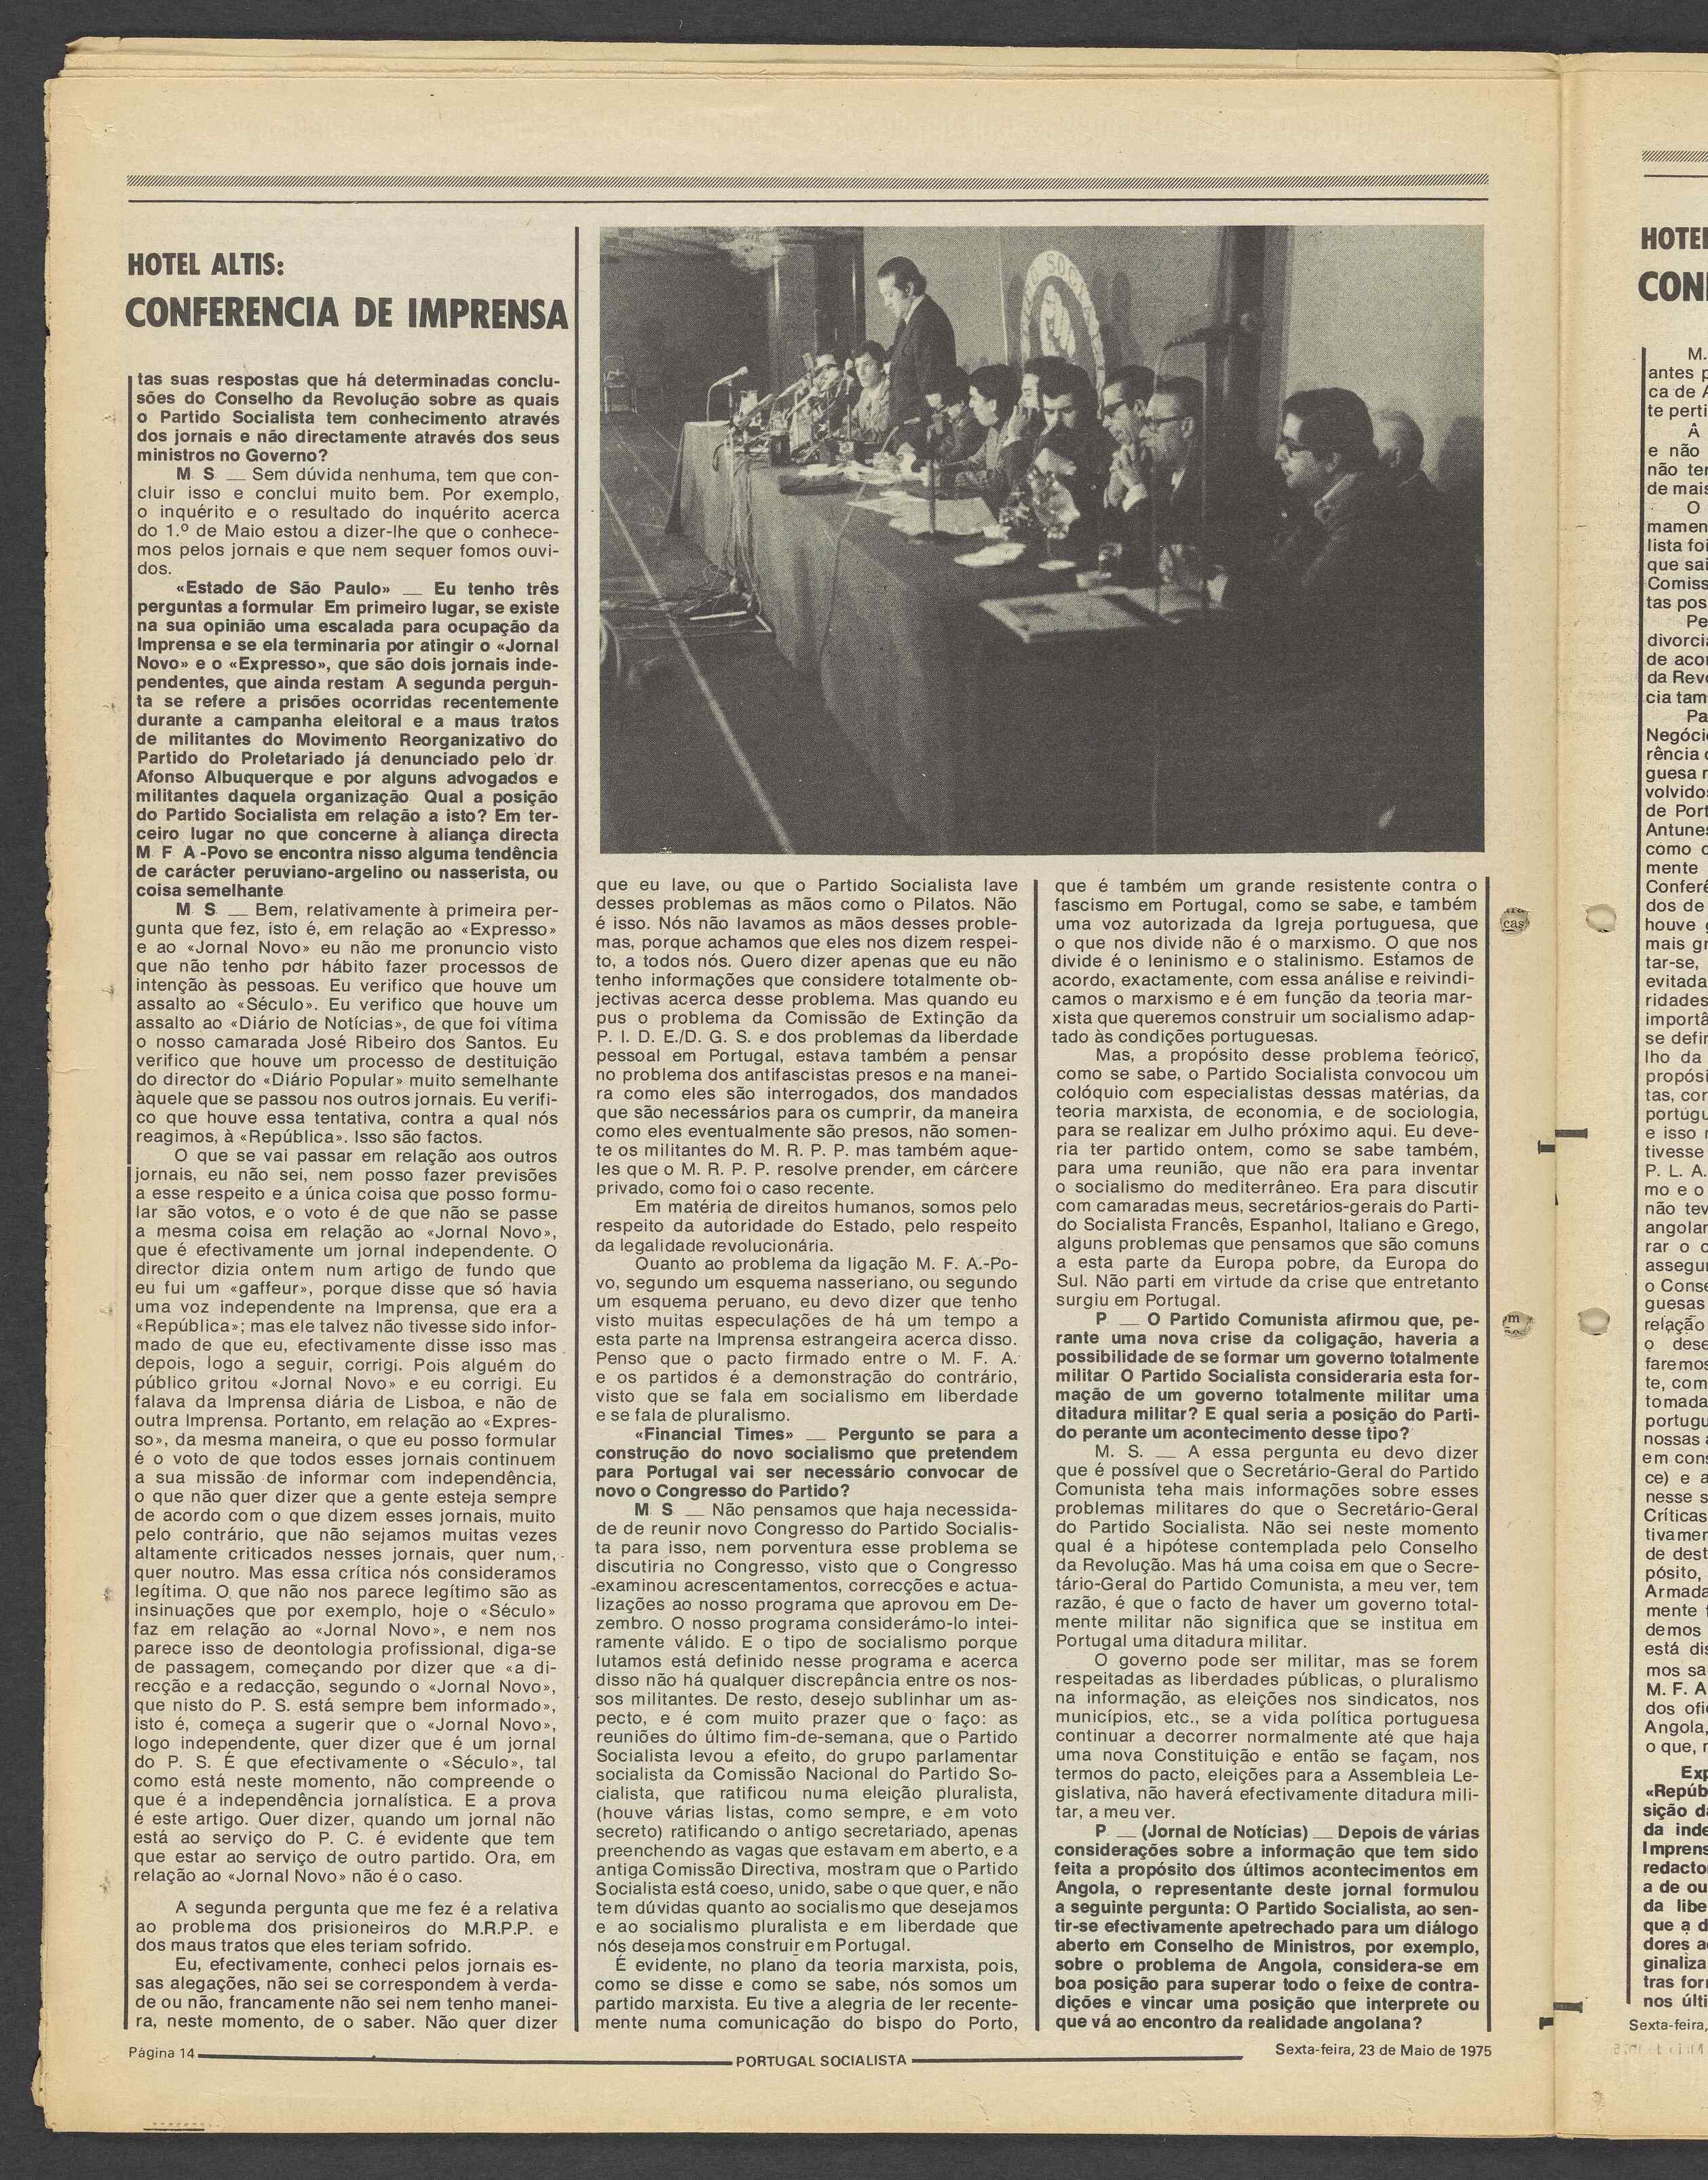 HOTEL ALTIS:
CONFERENCIA DE IMPRENSA
tas suas respostas que há determinadas conclu-
sões do Conselho da Revolução sobre as quais
o Partido Socialista tem conhecimento através
dos jornais e não directamente através dos seus
ministros no Governo?
M. S. __ Sem dúvida nenhuma, tem que con-
cluir isso e conclui muito bem. Por exemplo,
o inquérito e o resultado do inquérito acerca
do 1.º de Maio estou a dizer-lhe que o conhece-
mos pelos jornais e que nem sequer fomos ouvi-
dos.
«Estado de São Paulo» __ Eu tenho três
perguntas a formular. Em primeiro lugar, se existe
na sua opinião uma escalada para ocupação da
Imprensa e se ela terminaria por atingir o «Jornal
Novo» e o «Expresso», que são dois jornais inde-
pendentes, que ainda restam. A segunda pergun-
ta se refere a prisões ocorridas recentemente
durante a campanha eleitoral e a maus tratos
de militantes do Movimento Reorganizativo do
Partido do Proletariado já denunciado pelo dr.
Afonso Albuquerque e por alguns advogados e
militantes daquela organização. Qual a posição
do Partido Socialista em relação a isto? Em ter-
ceiro lugar no que concerne à aliança directa
M. F. A.-Povo se encontra nisso alguma tendência
de carácter peruviano-argelino ou nasserista, ou
coisa semelhante.
M. S. __ Bem, relativamente à primeira per-
gunta que fez, isto é, em relação ao «Expresso»
e ao «Jornal Novo» eu não me pronuncio visto
que não tenho por hábito fazer processos de
intenção às pessoas. Eu verifico que houve um
assalto ao «Século». Eu verifico que houve um
assalto ao «Diário de Notícias», de que foi vítima
o nosso camarada José Ribeiro dos Santos. Eu
verifico que houve um processo de destituição
do director do «Diário Popular» muito semelhante
àquele que se passou nos outros jornais. Eu verifi-
co que houve essa tentativa, contra a qual nós
reagimos, à «República». Isso são factos.
O que se vai passar em relação aos outros
jornais, eu não sei, nem posso fazer previsões
a esse respeito e a única coisa que posso formu-
lar são votos, e o voto é de que não se passe
a mesma coisa em relação ao «Jornal Novo»,
que é efectivamente um jornal independente. O
director dizia ontem num artigo de fundo que
eu fui um «gaffeur», porque disse que só havia
uma voz independente na Imprensa, que era a
«República»; mas ele talvez não tivesse sido infor-
mado de que eu, efectivamente disse isso mas
depois, logo a seguir, corrigi. Pois alguém do
público gritou «Jornal Novo» e eu corrigi. Eu
falava da Imprensa diária de Lisboa, e não de
outra Imprensa. Portanto, em relação ao «Expres-
so», da mesma maneira, o que eu posso formular
é o voto de que todos esses jornais continuem
a sua missão de informar com independência,
o que não quer dizer que a gente esteja sempre
de acordo com o que dizem esses jornais, muito
pelo contrário, que não sejamos muitas vezes
altamente criticados nesses jornais, quer num,
quer noutro. Mas essa crítica nós consideramos
legítima. O que não nos parece legítimo são as
insinuações que por exemplo, hoje o «Século»
faz em relação ao «Jornal Novo», e nem nos
parece isso de deontologia profissional, diga-se
de passagem, começando por dizer que «a di-
recção e a redacção, segundo o «Jornal Novo»,
que nisto do P. S. está sempre bem informado»,
isto é, começa a sugerir que o «Jornal Novo»,
logo independente, quer dizer que é um jornal
do P. S. É que efectivamente o «Século», tal
como está neste momento, não compreende o
que é a independência jornalística. E a prova
é este artigo. Quer dizer, quando um jornal não
está ao serviço do P. C. é evidente que tem
que estar ao serviço de outro partido. Ora, em
relação ao «Jornal Novo» não é o caso.
A segunda pergunta que me fez é a relativa
ao problema dos prisioneiros do M.R.P.P. e
dos maus tratos que eles teriam sofrido.
Eu, efectivamente, conheci pelos jornais es-
sas alegações, não sei se correspondem à verda-
de ou não, francamente não sei nem tenho manei-
ra, neste momento, de o saber. Não quer dizer
que eu lave, ou que o Partido Socialista lave
desses problemas as mãos como o Pilatos. Não
é isso. Nós não lavamos as mãos desses proble-
mas, porque achamos que eles nos dizem respei-
to, a todos nós. Quero dizer apenas que eu não
tenho informações que considere totalmente ob-
jectivas acerca desse problema. Mas quando eu
pus o problema da Comissão de Extinção da
P. I. D. E./D. G. S. e dos problemas da liberdade
pessoal em Portugal, estava também a pensar
no problema dos antifascistas presos e na manei-
ra como eles são interrogados, dos mandados
que são necessários para os cumprir, da maneira
como eles eventualmente são presos, não somen-
te os militantes do M. R. P. P. mas também aque-
les que o M. R. P. P. resolve prender, em cárcere
privado, como foi o caso recente.
Em matéria de direitos humanos, somos pelo
respeito da autoridade do Estado, pelo respeito
da legalidade revolucionária.
Quanto ao problema da ligação M. F. A.-Po-
vo, segundo um esquema nasseriano, ou segundo
um esquema peruano, eu devo dizer que tenho
visto muitas especulações de há um tempo a
esta parte na Imprensa estrangeira acerca disso.
Penso que o pacto firmado entre o M. F. A.
e os partidos é a demonstração do contrário,
visto que se fala em socialismo em liberdade
e se fala de pluralismo.
«Financial Times» __ Pergunto se para a
construção do novo socialismo que pretendem
para Portugal vai ser necessário convocar de
novo o Congresso do Partido?
M. S. __ Não pensamos que haja necessida-
de de reunir novo Congresso do Partido Socialis-
ta para isso, nem porventura esse problema se
discutiria no Congresso, visto que o Congresso
examinou acrescentamentos, correcções e actua-
lizações ao nosso programa que aprovou em De-
zembro. O nosso programa considerámo-lo intei-
ramente válido. E o tipo de socialismo porque
lutamos está definido nesse programa e acerca
disso não há qualquer discrepância entre os nos-
sos militantes. De resto, desejo sublinhar um as-
pecto, e é com muito prazer que o faço: as
reuniões do último fim-de-semana, que o Partido
Socialista levou a efeito, do grupo parlamentar
socialista da Comissão Nacional do Partido So-
cialista, que ratificou numa eleição pluralista,
(houve várias listas, como sempre, e em voto
secreto) ratificando o antigo secretariado, apenas
preenchendo as vagas que estavam em aberto, e a
antiga Comissão Directiva, mostram que o Partido
Socialista está coeso, unido, sabe o que quer, e não
tem dúvidas quanto ao socialismo que desejamos
e ao socialismo pluralista e em liberdade que
nós desejamos construir em Portugal.
É evidente, no plano da teoria marxista, pois,
como se disse e como se sabe, nós somos um
partido marxista. Eu tive a alegria de ler recente-
mente numa comunicação do bispo do Porto,
que é também um grande resistente contra o
fascismo em Portugal, como se sabe, e também
uma voz autorizada da Igreja portuguesa, que
o que nos divide não é o marxismo. O que nos
divide é o leninismo e o stalinismo. Estamos de
acordo, exactamente, com essa análise e reivindi-
camos o marxismo e é em função da teoria mar-
xista que queremos construir um socialismo adap-
tado às condições portuguesas.
Mas, a propósito desse problema teórico,
como se sabe, o Partido Socialista convocou um
colóquio com especialistas dessas matérias, da
teoria marxista, de economia, e de sociologia,
para se realizar em Julho próximo aqui. Eu deve-
ria ter partido ontem, como se sabe também,
para uma reunião, que não era para inventar
o socialismo do mediterrâneo. Era para discutir
com camaradas meus, secretários-gerais do Parti-
do Socialista Francês, Espanhol, Italiano e Grego,
alguns problemas que pensamos que são comuns
a esta parte da Europa pobre, da Europa do
Sul. Não parti em virtude da crise que entretanto
surgiu em Portugal.
P. __ O Partido Comunista afirmou que, pe-
rante uma nova crise da coligação, haveria a
possibilidade de se formar um governo totalmente
militar. O Partido Socialista consideraria esta for-
mação de um governo totalmente militar uma
ditadura militar? E qual seria a posição do Parti-
do perante um acontecimento desse tipo?
M. S. __ A essa pergunta eu devo dizer
que é possível que o Secretário-Geral do Partido
Comunista teha mais informações sobre esses
problemas militares do que o Secretário-Geral
do Partido Socialista. Não sei neste momento
qual é a hipótese contemplada pelo Conselho
da Revolução. Mas há uma coisa em que o Secre-
tário-Geral do Partido Comunista, a meu ver, tem
razão, é que o facto de haver um governo total-
mente militar não significa que se institua em
Portugal uma ditadura militar.
O governo pode ser militar, mas se forem
respeitadas as liberdades públicas, o pluralismo
na informação, as eleições nos sindicatos, nos
municípios, etc., se a vida política portuguesa
continuar a decorrer normalmente até que haja
uma nova Constituição e então se façam, nos
termos do pacto, eleições para a Assembleia Le-
gislativa, não haverá efectivamente ditadura mili-
tar, a meu ver.
P. __ (Jornal de Notícias) __ Depois de várias
considerações sobre a informação que tem sido
feita a propósito dos últimos acontecimentos em
Angola, o representante deste jornal formulou
a seguinte pergunta: O Partido Socialista, ao sen-
tir-se efectivamente apetrechado para um diálogo
aberto em Conselho de Ministros, por exemplo,
sobre o problema de Angola, considera-se em
boa posição para superar todo o feixe de contra-
dições e vincar uma posição que interprete ou
que vá ao encontro da realidade angolana?
Página 14
PORTUGAL SOCIALISTA
Sexta-feira, 23 de Maio de 1975